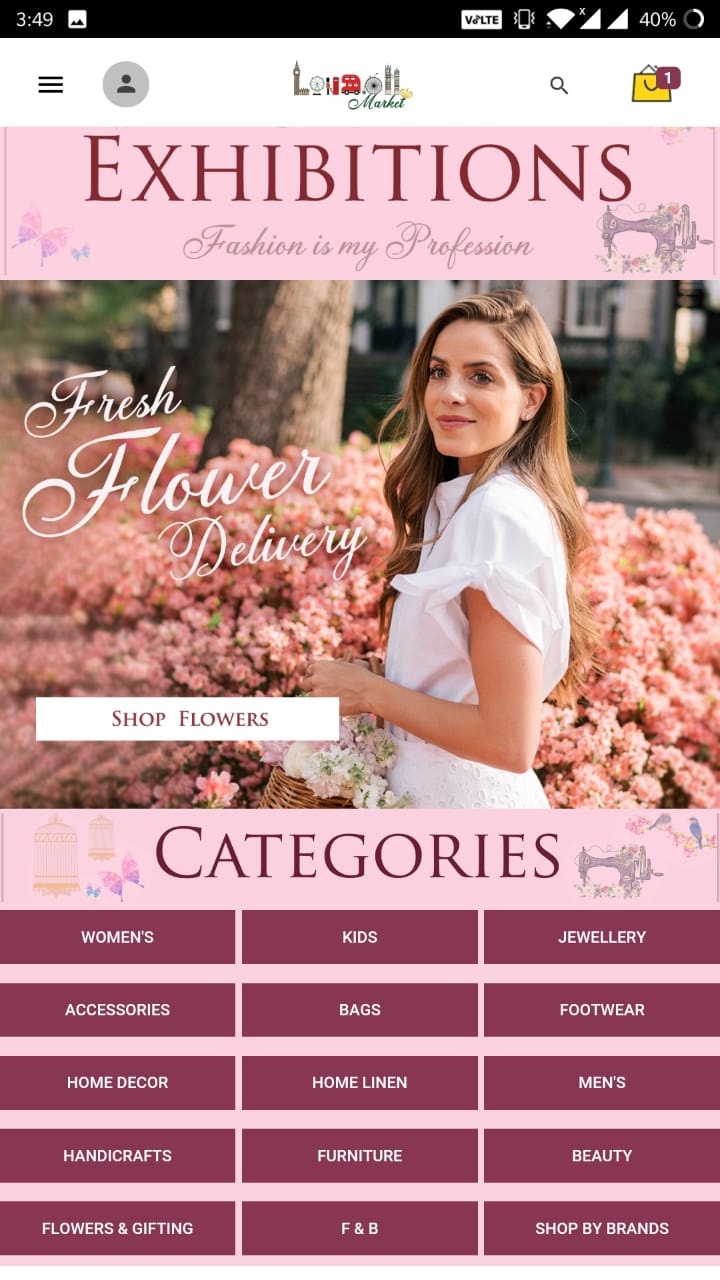 3:49
VoLTE
x
40%
London
Market
1
EXHIBITIONS
Fashion is my Profession
Fresh
Flower
Delivery
SHOP FLOWERS
CATEGORIES
WOMEN'S
KIDS
JEWELLERY
ACCESSORIES
BAGS
FOOTWEAR
HOME DECOR
HOME LINEN
MEN'S
HANDICRAFTS
FURNITURE
BEAUTY
FLOWERS & GIFTING
F & B
SHOP BY BRANDS